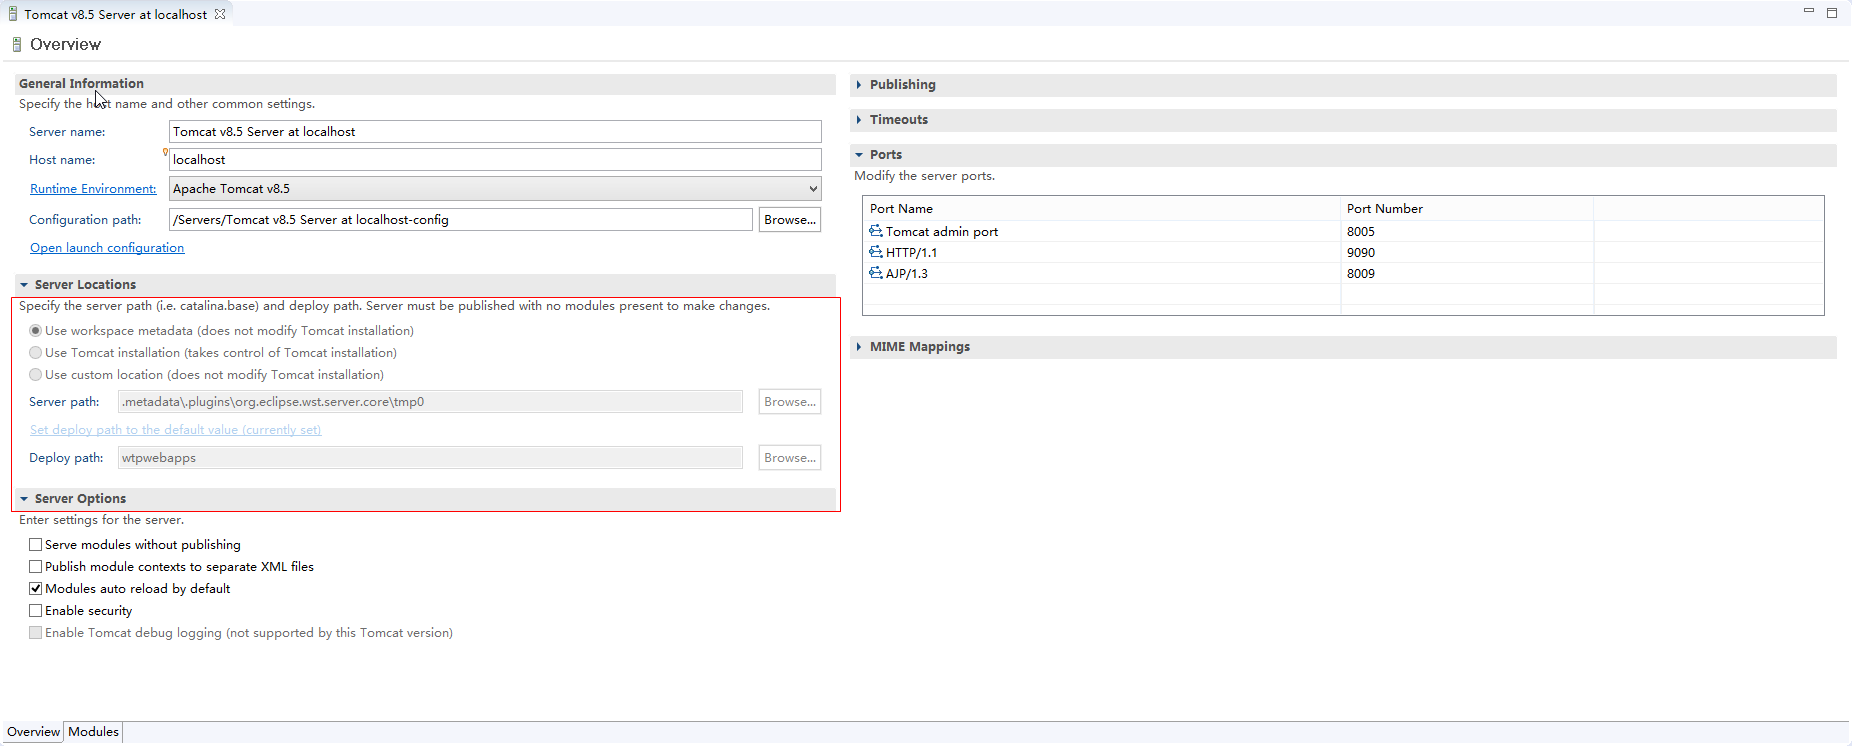 Tomcat v8.5 Server at localhost
Overview
General Information
Specify the host name and other common settings.
Server name: Tomcat v8.5 Server at localhost
Host name: localhost
Runtime Environment: Apache Tomcat v8.5
Configuration path: /Servers/Tomcat v8.5 Server at localhost-config Browse...
Open launch configuration
Server Locations
Specify the server path (i.e. catalina.base) and deploy path. Server must be published with no modules present to make changes.
Use workspace metadata (does not modify Tomcat installation)
Use Tomcat installation (takes control of Tomcat installation)
Use custom location (does not modify Tomcat installation)
Server path: .metadata\.plugins\org.eclipse.wst.server.core\tmp0 Browse...
Set deploy path to the default value (currently set)
Deploy path: wtpwebapps Browse...
Server Options
Enter settings for the server.
Serve modules without publishing
Publish module contexts to separate XML files
Modules auto reload by default
Enable security
Enable Tomcat debug logging (not supported by this Tomcat version)
Publishing
Timeouts
Ports
Modify the server ports.
Port Name Port Number
Tomcat admin port 8005
HTTP/1.1 9090
AJP/1.3 8009
MIME Mappings
Overview Modules